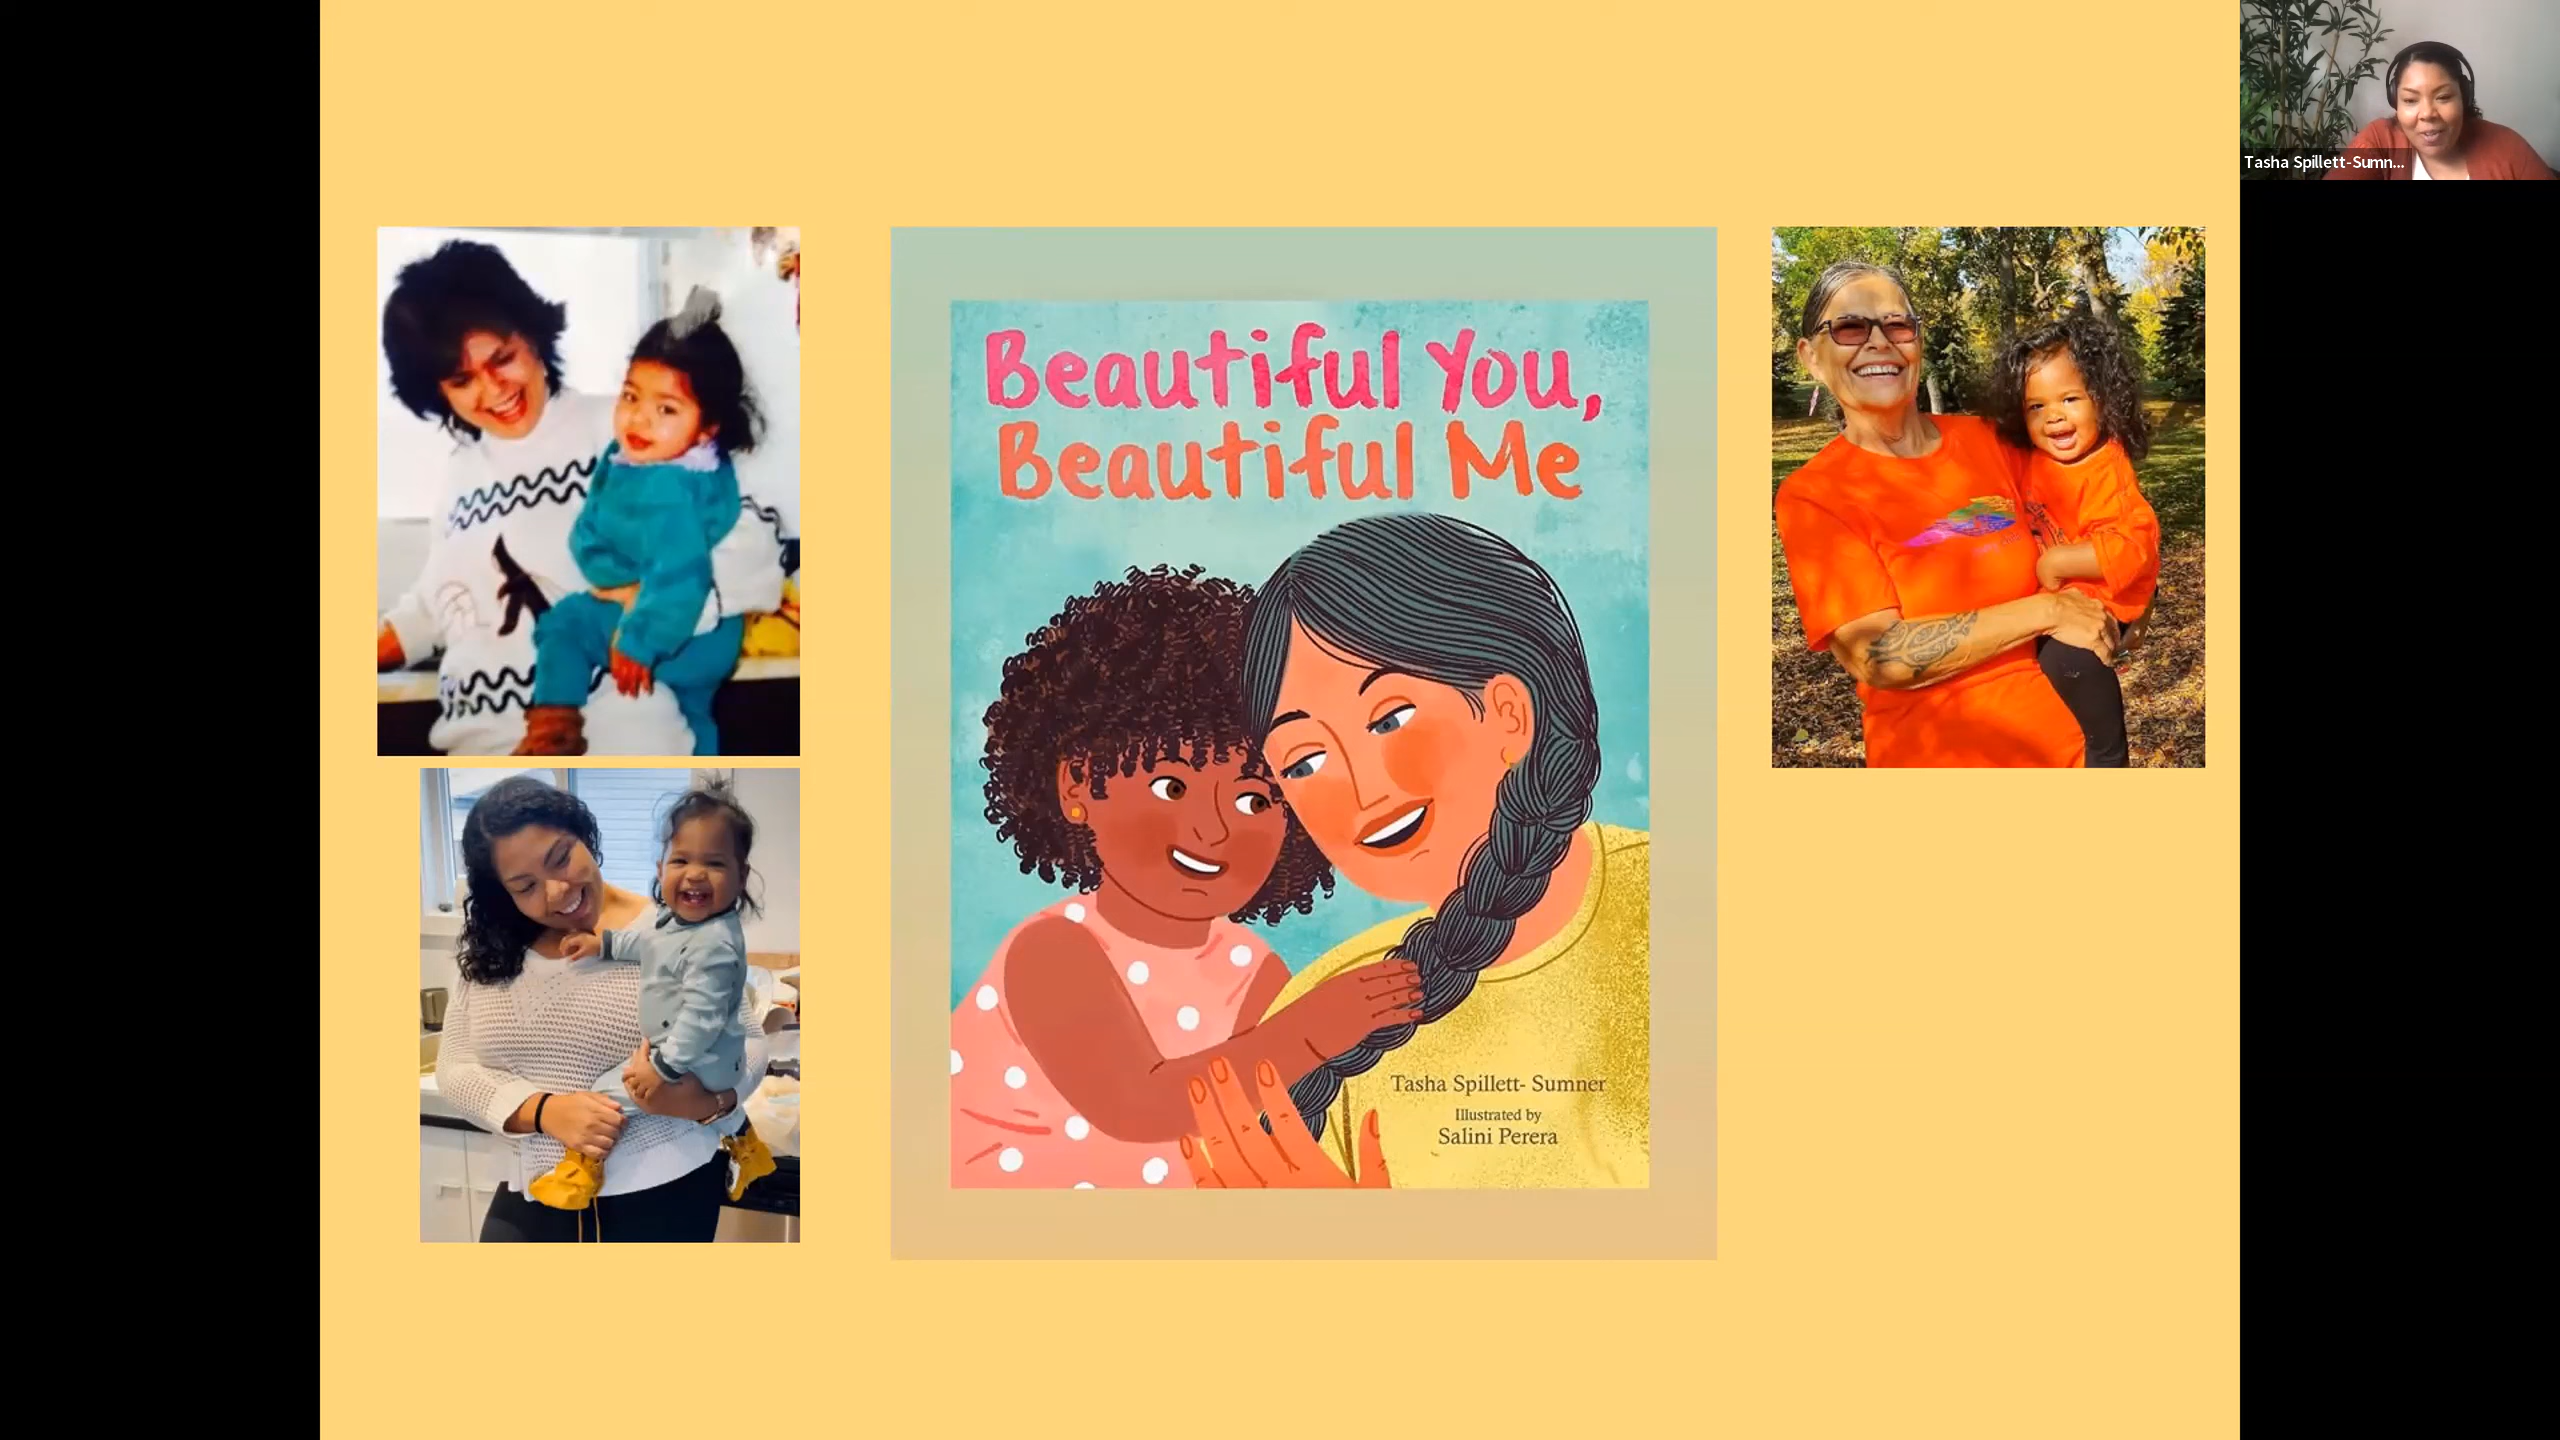 Tasha Spillett-Sumn...
Beautiful You,
Beautiful Me
Tasha Spillett- Sumner
Illustrated by
Salini Perera